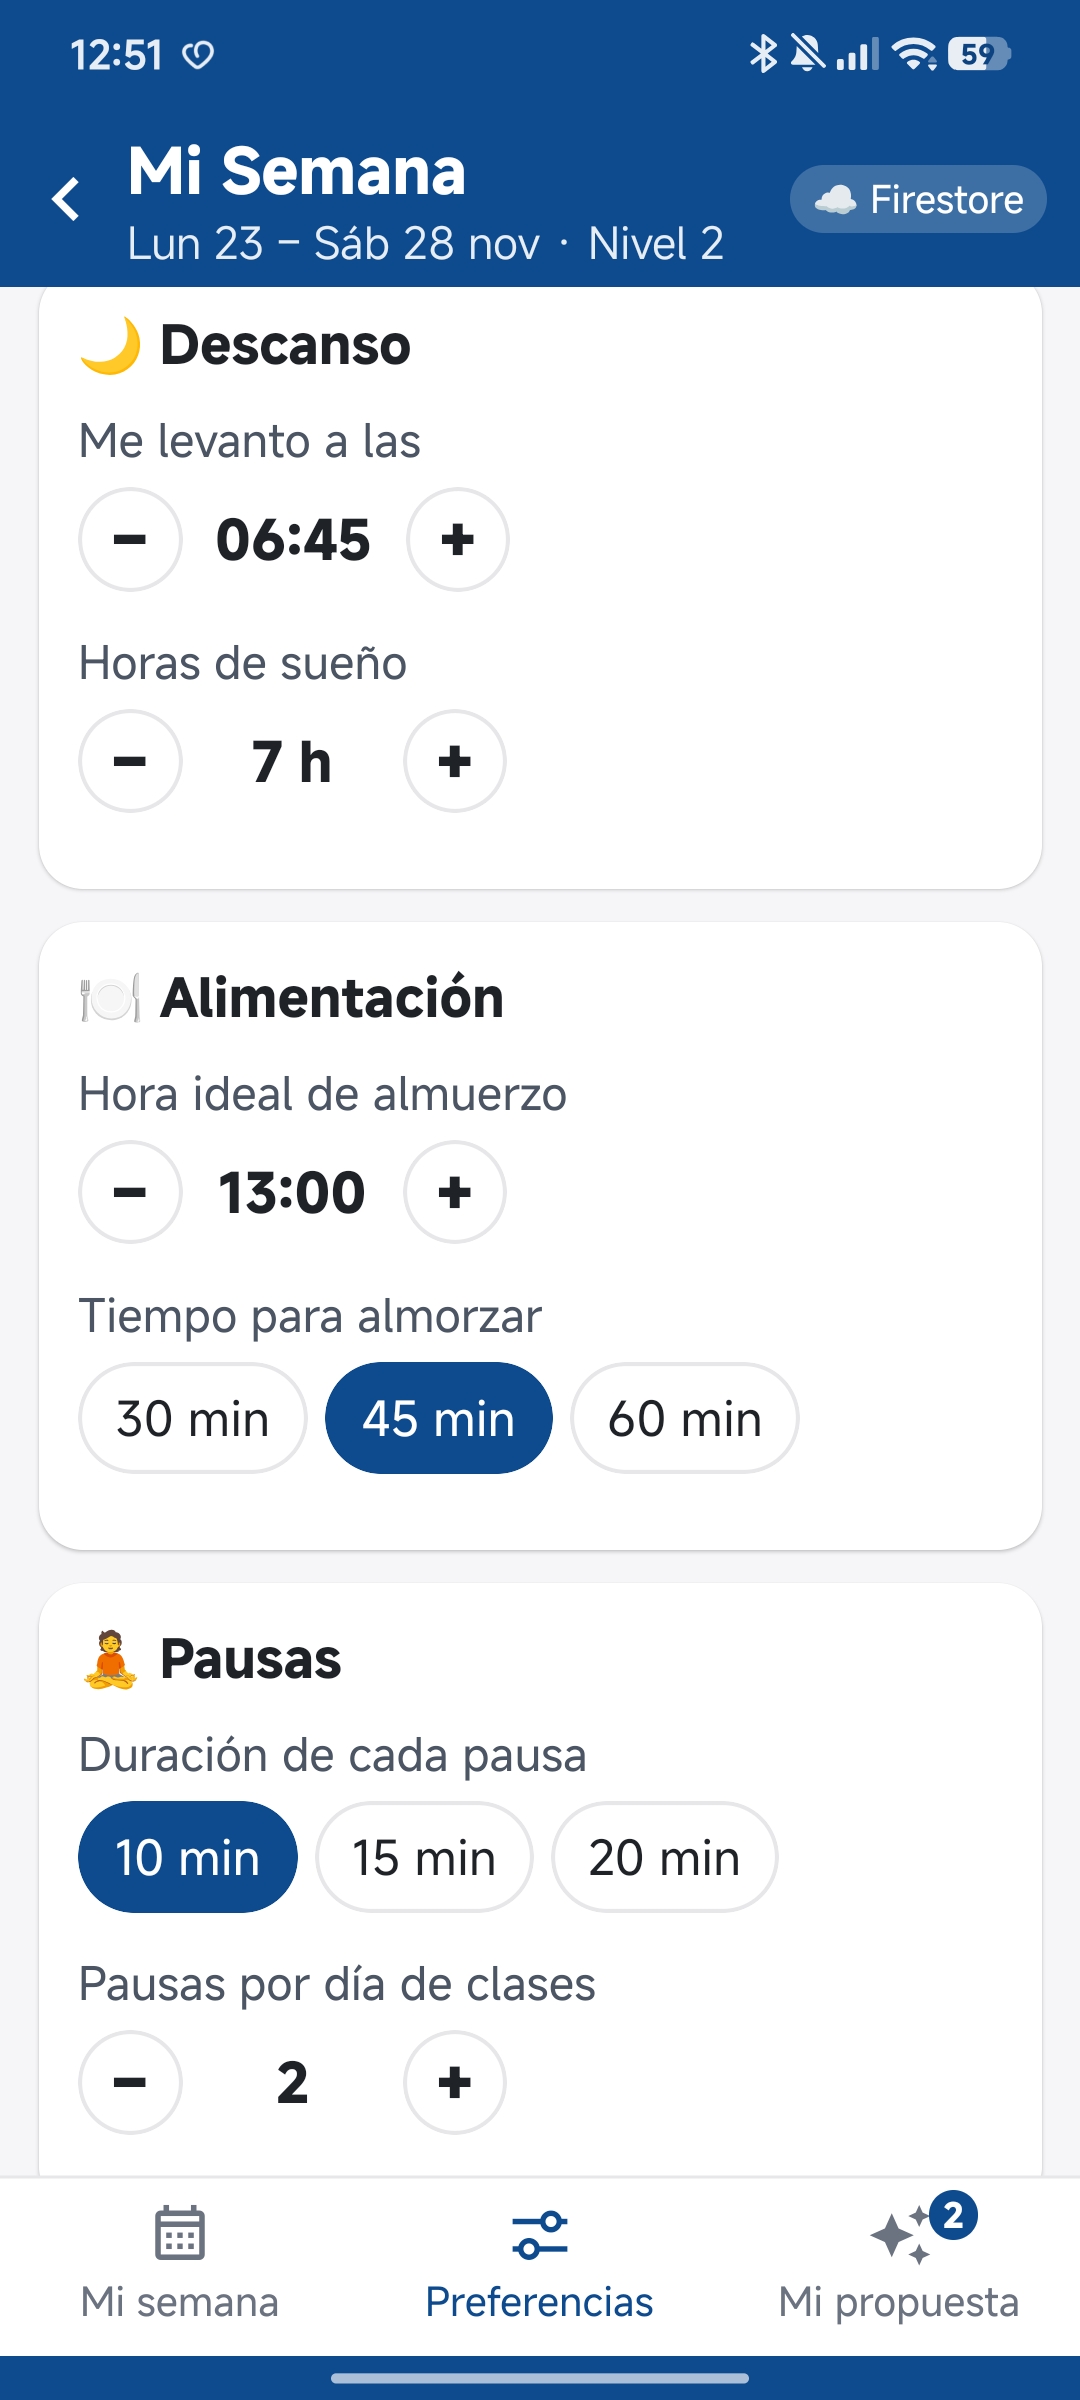 12:51
59
Mi Semana
Lun 23 – Sáb 28 nov · Nivel 2
Firestore
Descanso
Me levanto a las
− 06:45 +
Horas de sueño
− 7 h +
Alimentación
Hora ideal de almuerzo
− 13:00 +
Tiempo para almorzar
30 min 45 min 60 min
Pausas
Duración de cada pausa
10 min 15 min 20 min
Pausas por día de clases
− 2 +
2
Mi semana Preferencias Mi propuesta